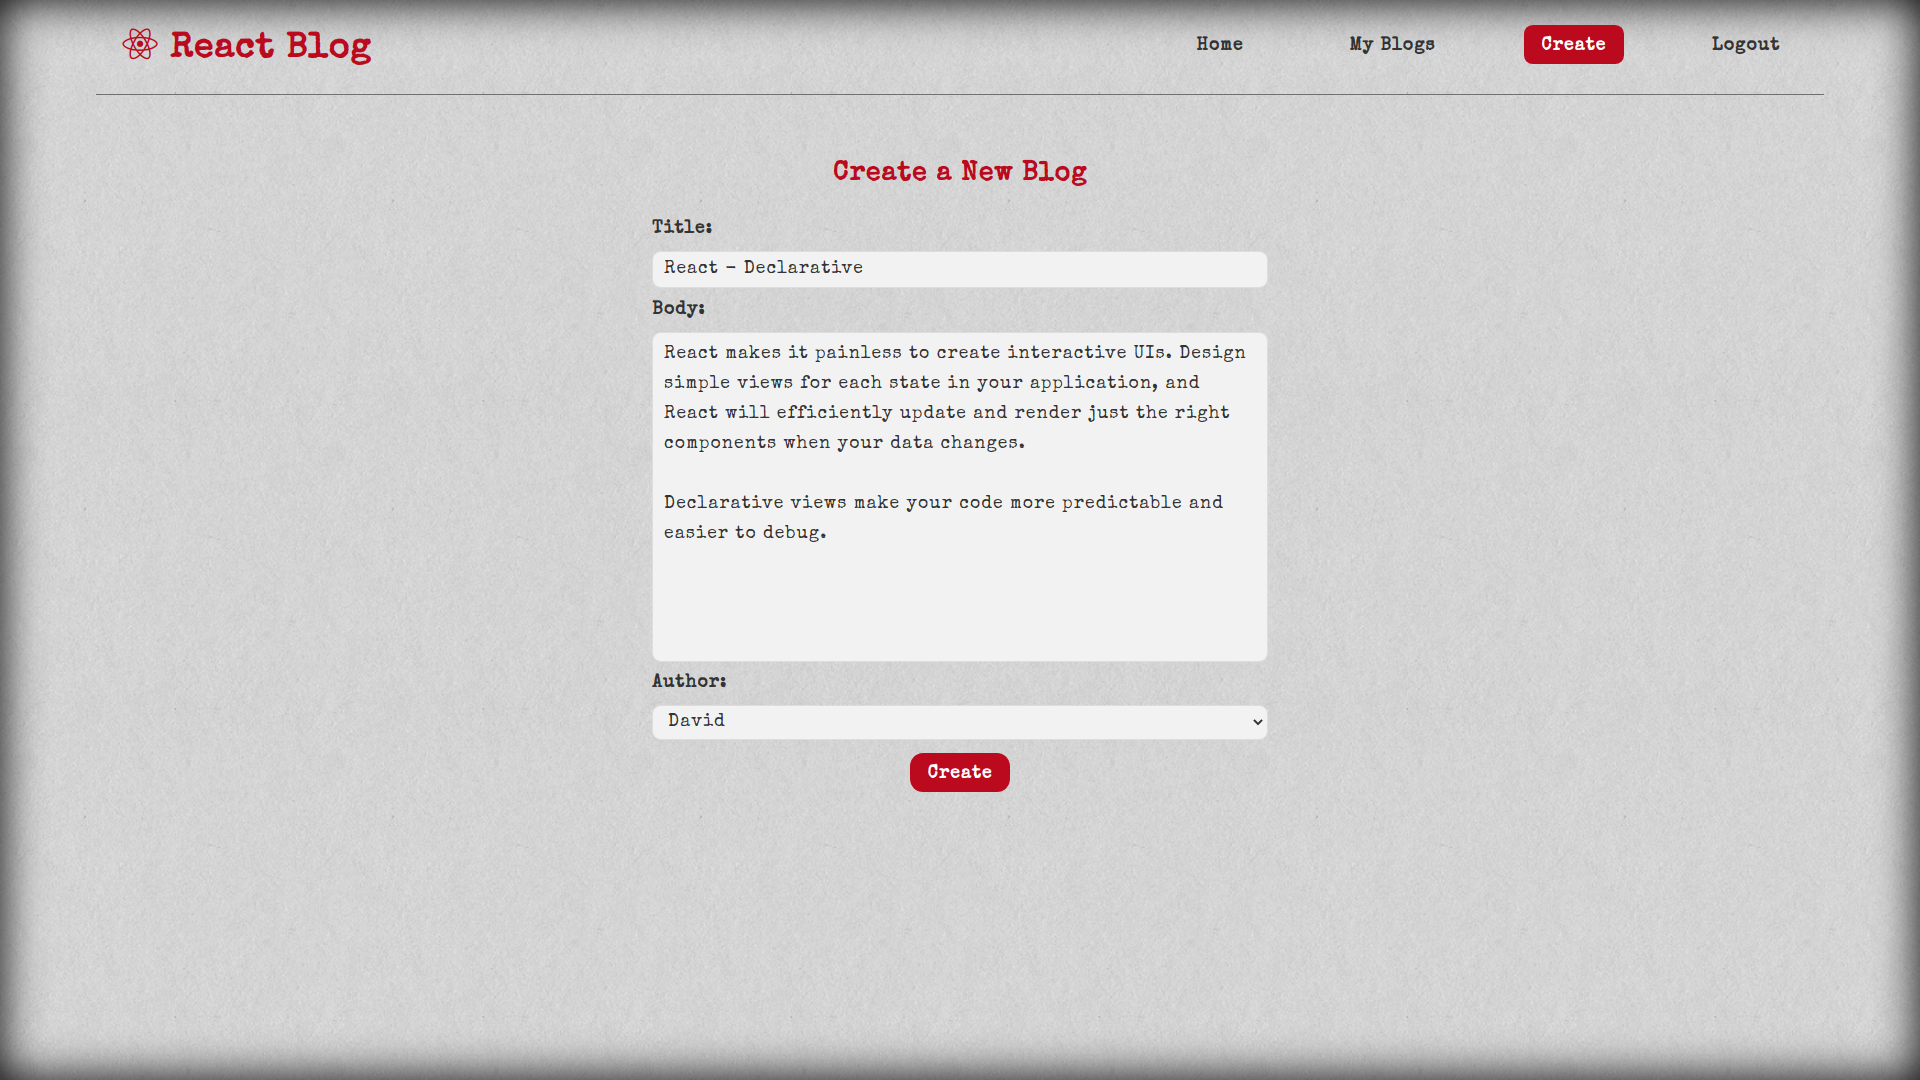 React Blog
Home
My Blogs
Create
Logout
Create a New Blog
Title:
React - Declarative
Body:
React makes it painless to create interactive UIs. Design
simple views for each state in your application, and
React will efficiently update and render just the right
components when your data changes.
Declarative views make your code more predictable and
easier to debug.
Author:
David
Create